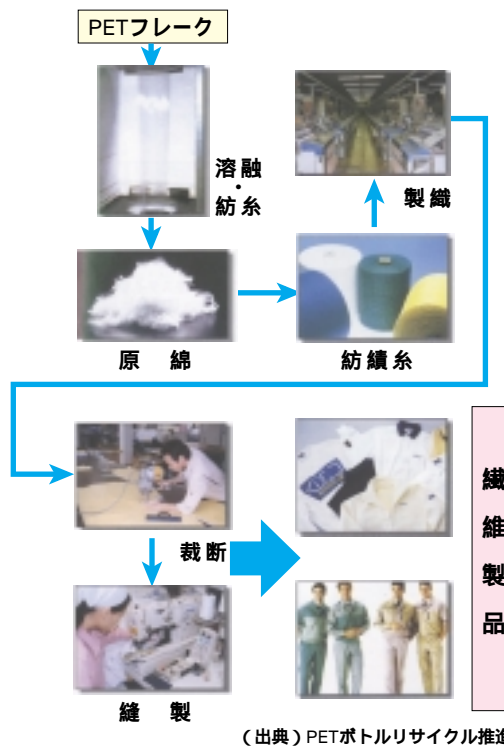 PETフレーク
溶融
・
紡糸
製織
原綿
紡績糸
裁断
縫製
繊維製品
（出典）PETボトルリサイクル推進